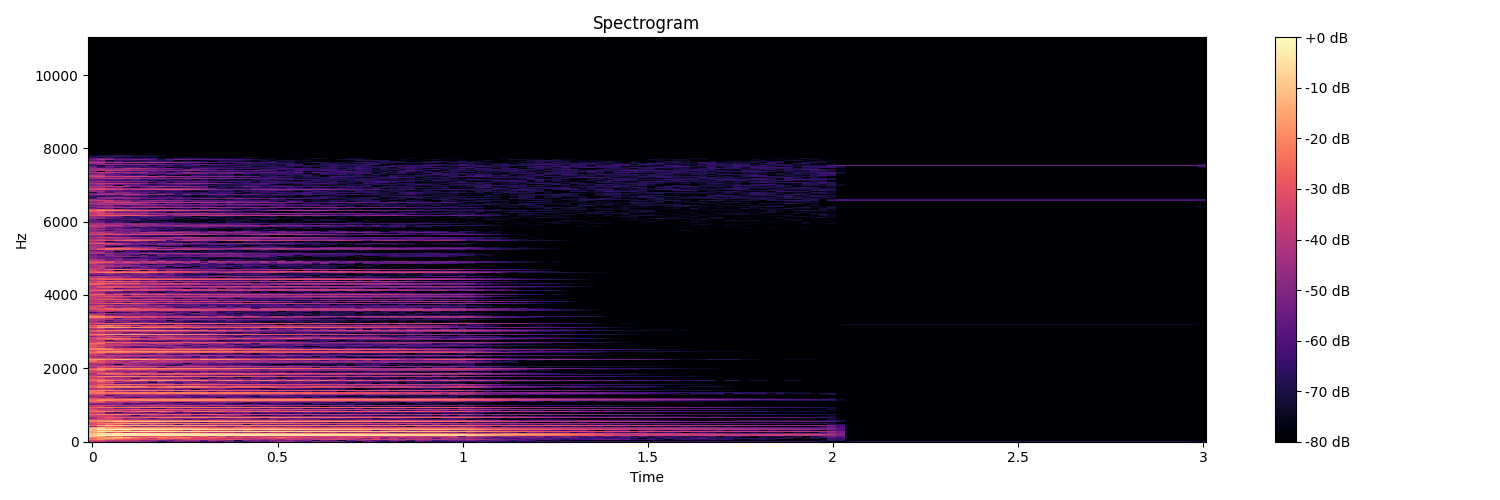 Spectrogram
10000
8000
6000
4000
2000
0
Hz
0
0.5
1
1.5
2
2.5
3
Time
+0 dB
-10 dB
-20 dB
-30 dB
-40 dB
-50 dB
-60 dB
-70 dB
-80 dB